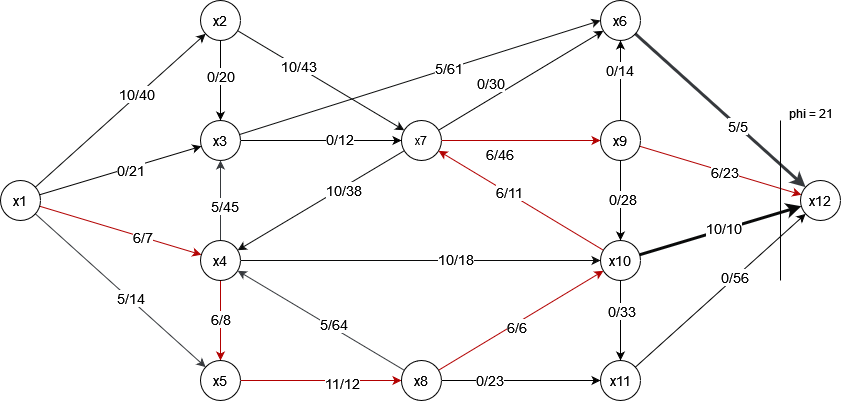 x2
x6
10/43
5/61
0/20
0/14
0/30
10/40
phi = 21
5/5
x3
0/12
x7
6/46
x9
0/21
6/23
10/38
6/11
0/28
x1
5/45
x12
6/7
10/10
x4
10/18
x10
0/56
5/14
6/8
5/64
6/6
0/33
x5
11/12
x8
0/23
x11